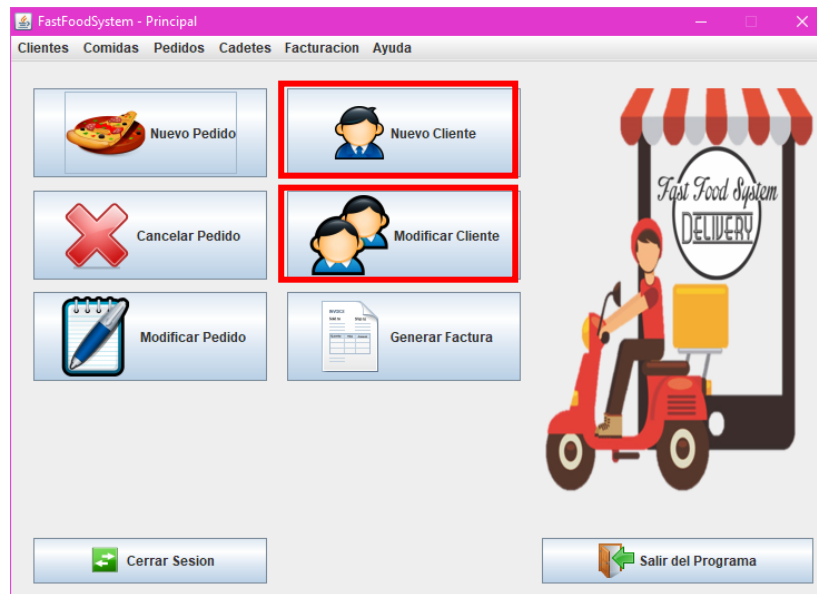 FastFoodSystem - Principal
Clientes Comidas Pedidos Cadetes Facturacion Ayuda
Nuevo Pedido
Nuevo Cliente
Cancelar Pedido
Modificar Cliente
Modificar Pedido
INVOICE
Generar Factura
Fast Food System
DELIVERY
Cerrar Sesion
Salir del Programa